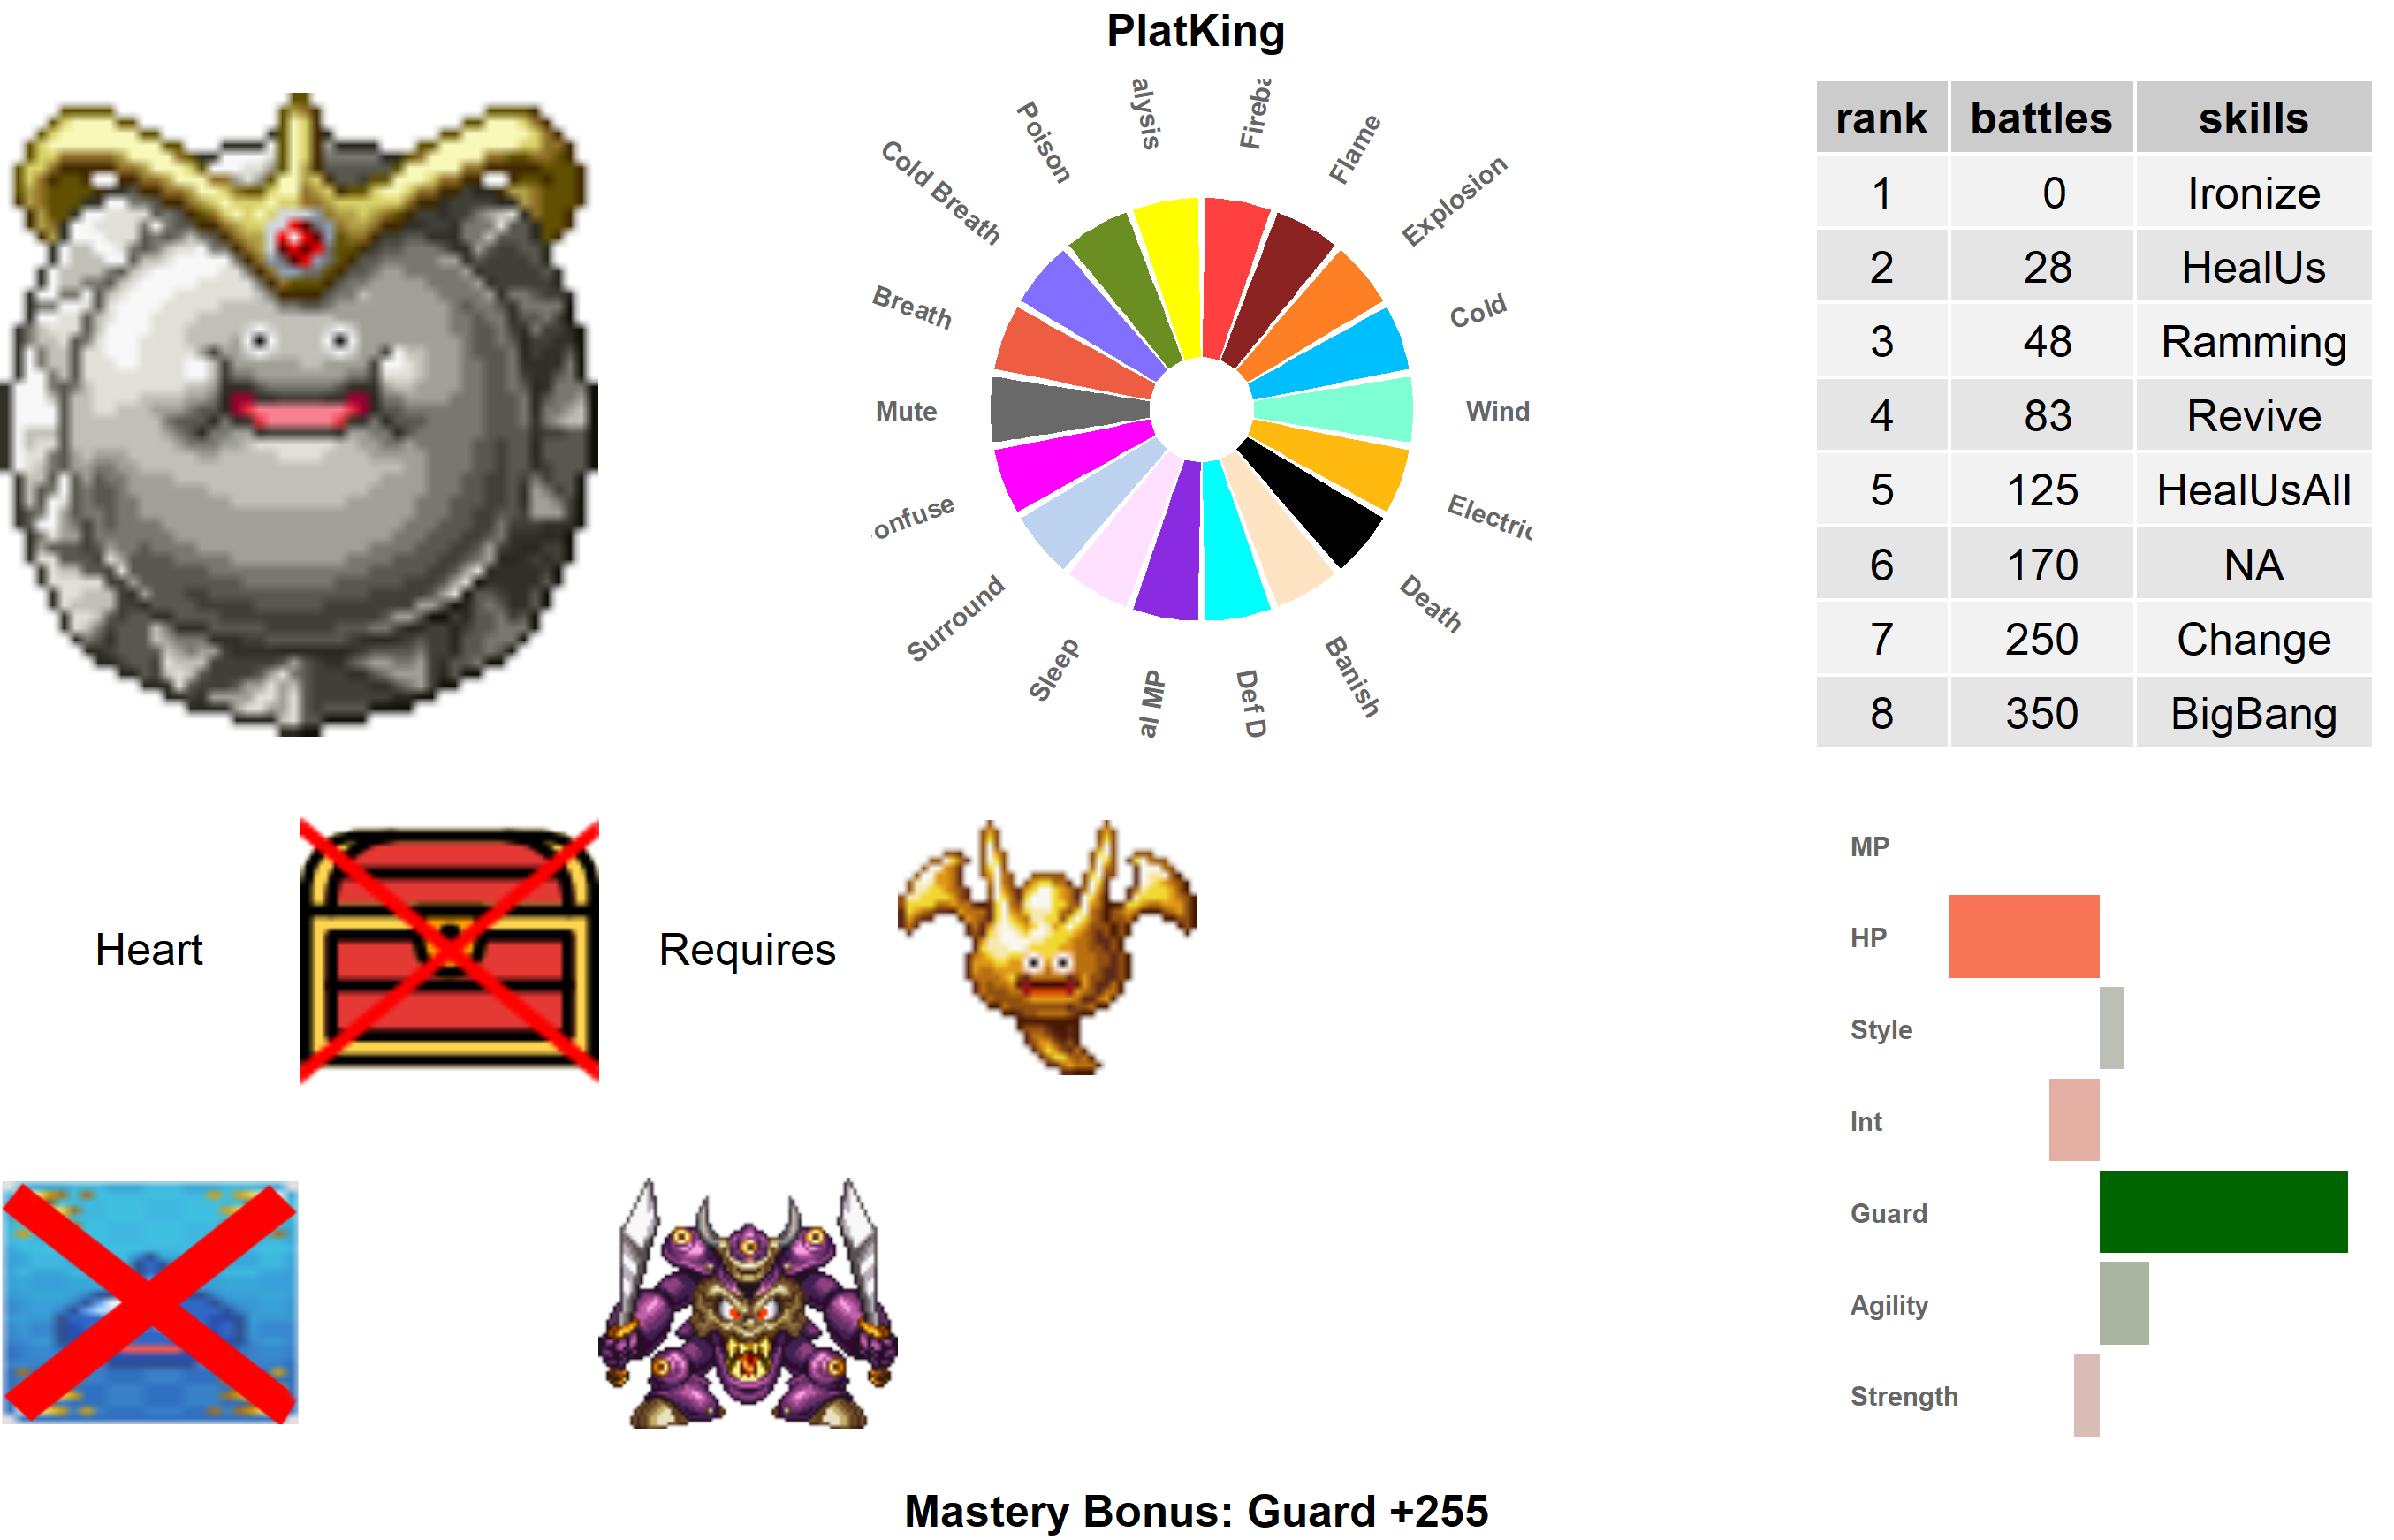 PlatKing
Poison
alysis
Fireba
Flame
Explosion
Cold Breath
Cold
Breath
Wind
Mute
Electric
onfuse
Death
Surround
Banish
Sleep
al MP
Def D
rank battles skills
1 0 Ironize
2 28 HealUs
3 48 Ramming
4 83 Revive
5 125 HealUsAll
6 170 NA
7 250 Change
8 350 BigBang
Heart
Requires
MP
HP
Style
Int
Guard
Agility
Strength
Mastery Bonus: Guard +255